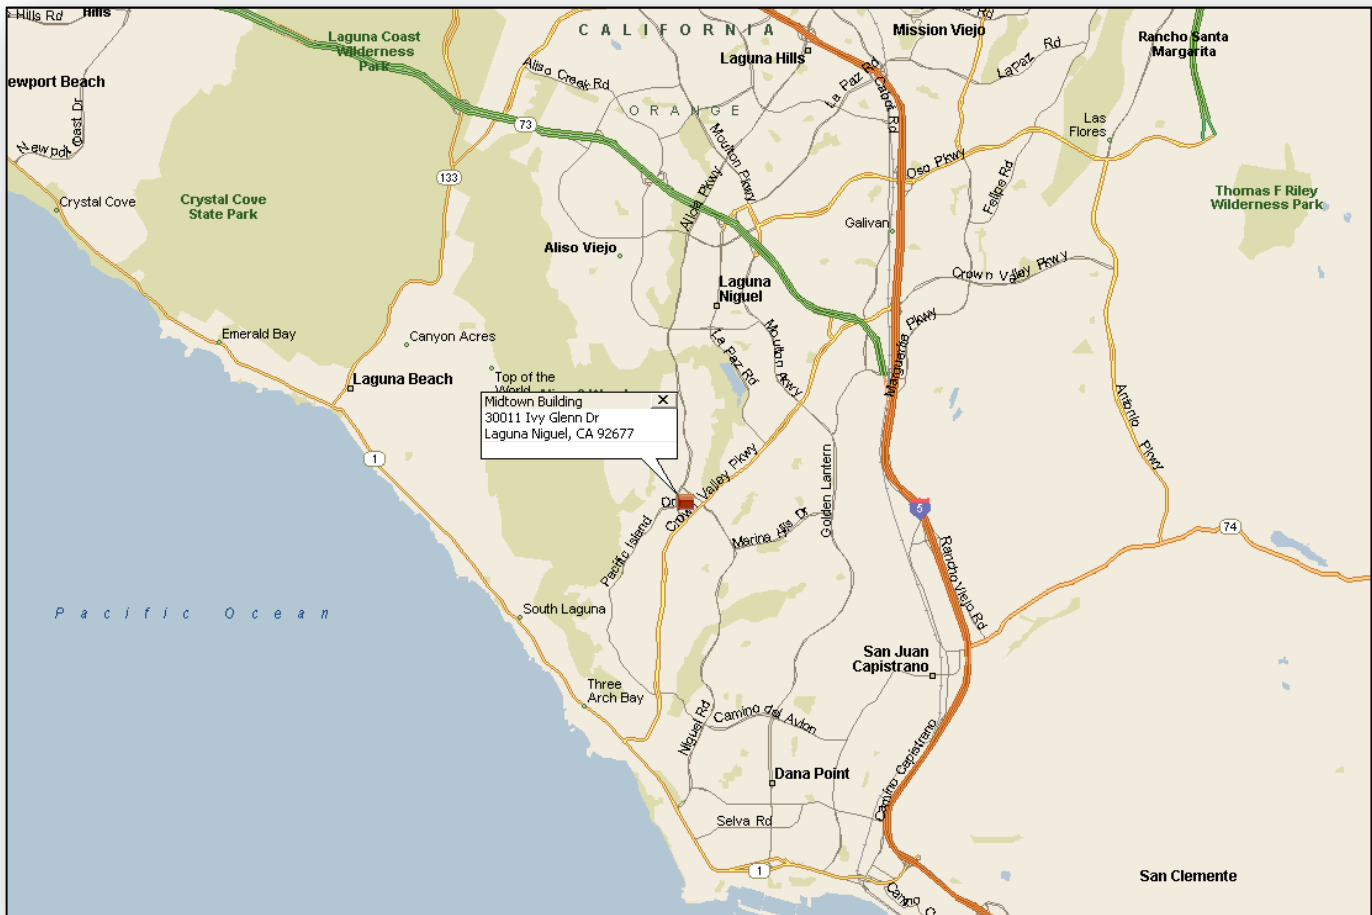 Hills Rd
Hills
CALIFORNIA
Mission Viejo
Rd
Rancho Santa
Margarita
Laguna Coast
Wilderness
Park
Laguna Hills
LaPaz Rd
ewport Beach
Aliso Creek Rd
La Paz Rd
Cabot Rd
ORANGE
Las
Flores
73
Newport Coast Dr
Moulton Pkwy
Oso Pkwy
133
Alicia Pkwy
Felipe Rd
Thomas F Riley
Wilderness Park
Crystal Cove
Crystal Cove
State Park
Galivan
Aliso Viejo
Crown Valley Pkwy
Laguna
Niguel
Emerald Bay
Canyon Acres
La Paz Rd
Moulton Pkwy
Marguerite Pkwy
Laguna Beach
Top of the
World
Midtown Building
30011 Ivy Glenn Dr
Laguna Niguel, CA 92677
Antonio Pkwy
1
Crown Valley Pkwy
Golden Lantern
Dr
Pacific Island
Marina Hills Dr
5
74
Rancho Viejo Rd
Pacific Ocean
South Laguna
San Juan
Capistrano
Three
Arch Bay
Niguel Rd
Camino del Avion
Camino Capistrano
Dana Point
Selva Rd
1
San Clemente